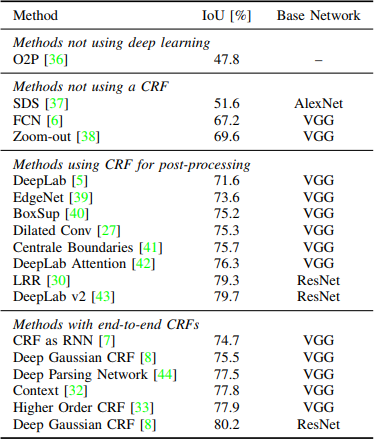 Method IoU [%] Base Network
Methods not using deep learning
O2P [36] 47.8 –
Methods not using a CRF
SDS [37] 51.6 AlexNet
FCN [6] 67.2 VGG
Zoom-out [38] 69.6 VGG
Methods using CRF for post-processing
DeepLab [5] 71.6 VGG
EdgeNet [39] 73.6 VGG
BoxSup [40] 75.2 VGG
Dilated Conv [27] 75.3 VGG
Centrale Boundaries [41] 75.7 VGG
DeepLab Attention [42] 76.3 VGG
LRR [30] 79.3 ResNet
DeepLab v2 [43] 79.7 ResNet
Methods with end-to-end CRFs
CRF as RNN [7] 74.7 VGG
Deep Gaussian CRF [8] 75.5 VGG
Deep Parsing Network [44] 77.5 VGG
Context [32] 77.8 VGG
Higher Order CRF [33] 77.9 VGG
Deep Gaussian CRF [8] 80.2 ResNet